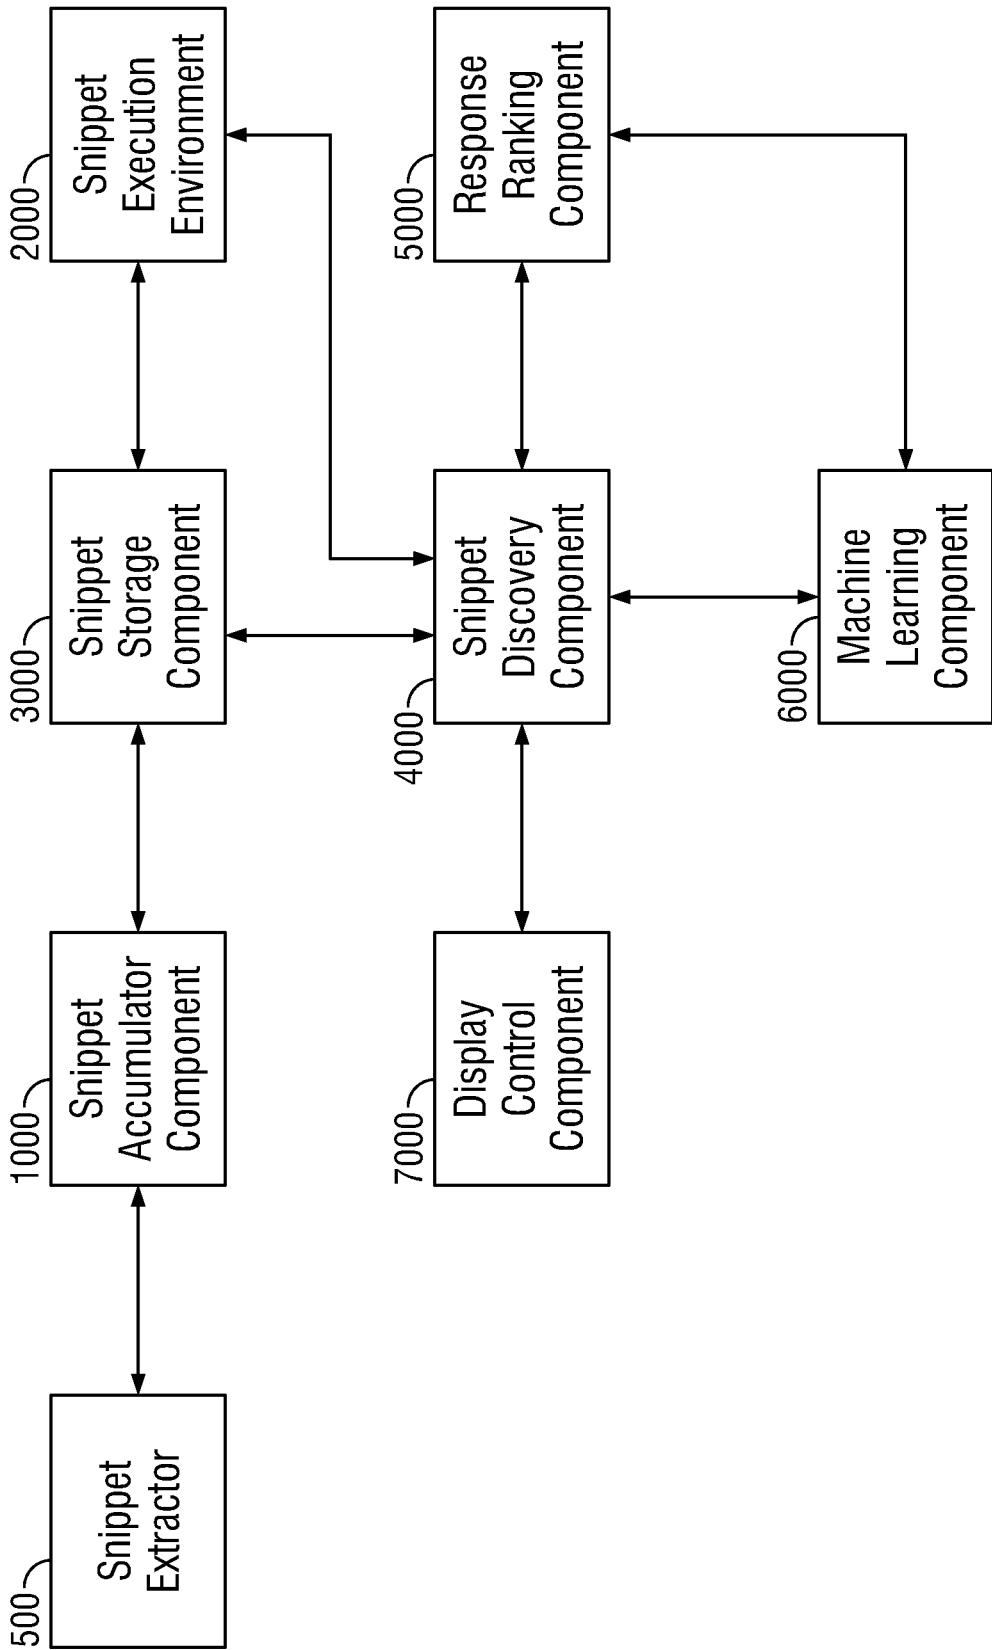 500
Snippet
Extractor
1000
Snippet
Accumulator
Component
3000
Snippet
Storage
Component
2000
Snippet
Execution
Environment
7000
Display
Control
Component
4000
Snippet
Discovery
Component
5000
Response
Ranking
Component
6000
Machine
Learning
Component